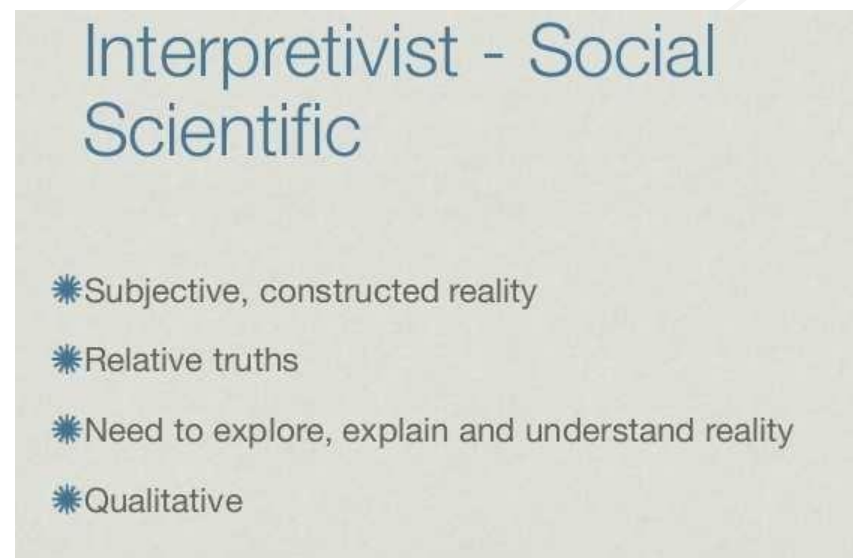 Interpretivist - Social
Scientific
Subjective, constructed reality
Relative truths
Need to explore, explain and understand reality
Qualitative